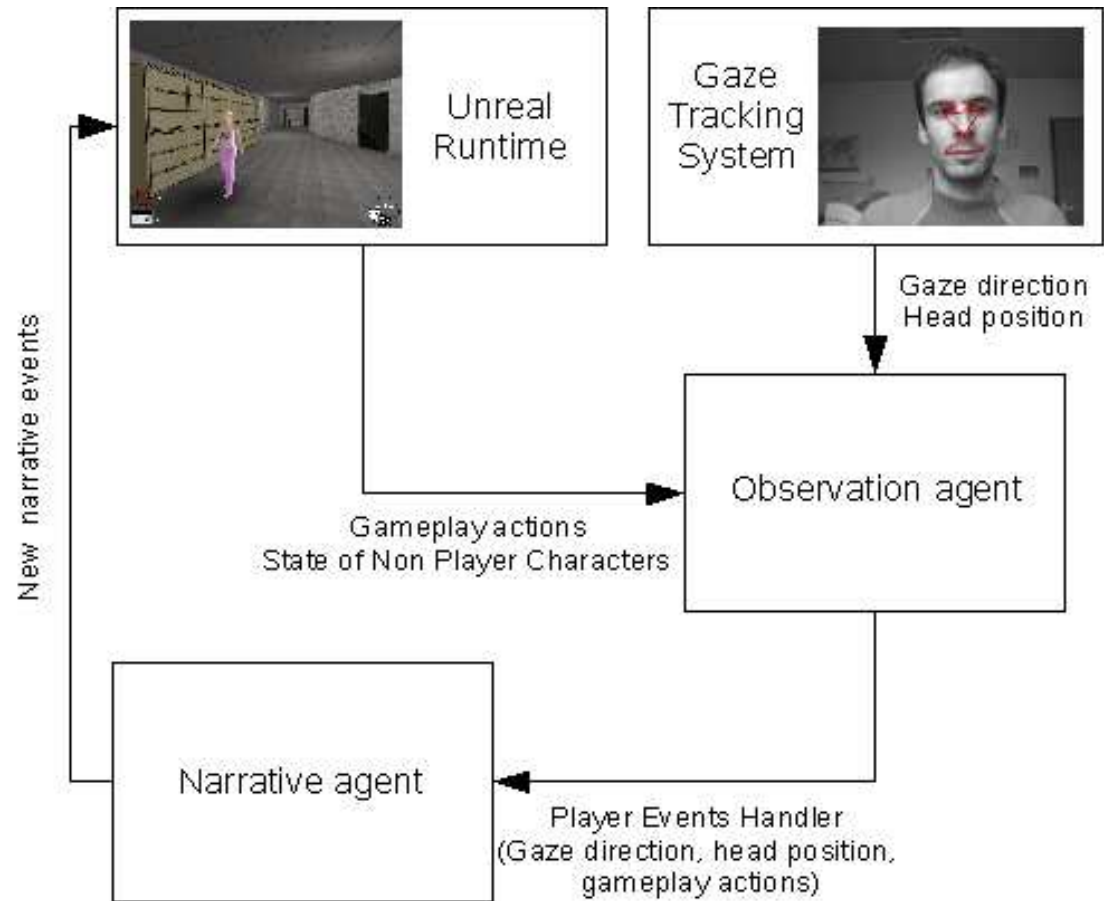 Unreal
Runtime
Gaze
Tracking
System
Gaze direction
Head position
New narrative events
Observation agent
Gameplay actions
State of Non Player Characters
Narrative agent
Player Events Handler
(Gaze direction, head position,
gameplay actions)